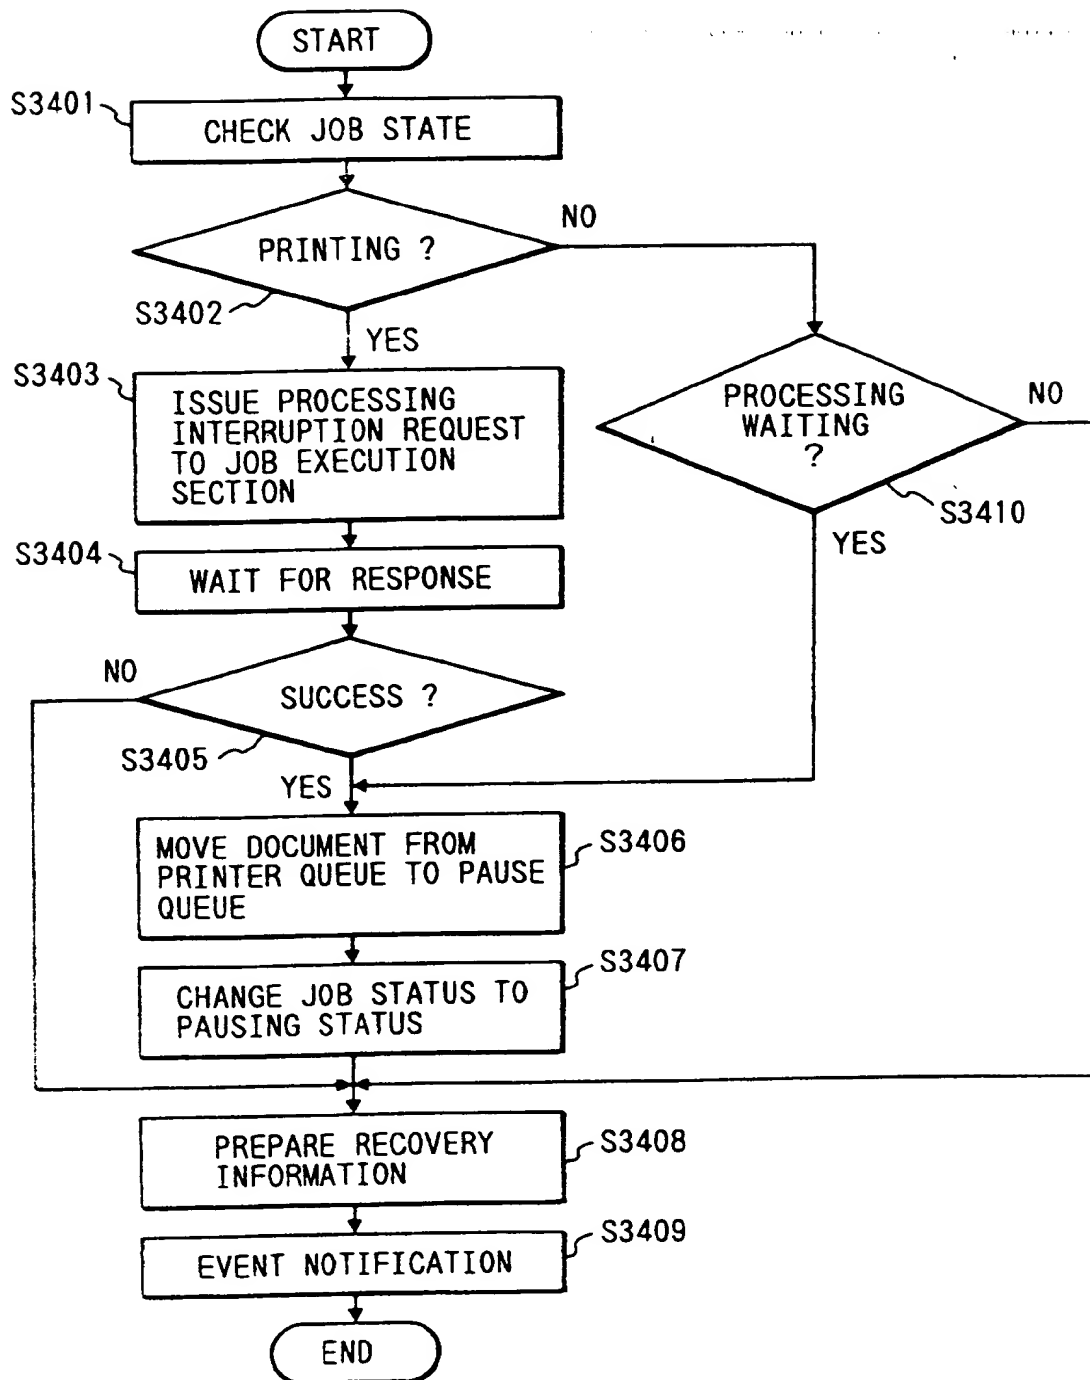 START
S3401
CHECK JOB STATE
NO
PRINTING ?
S3402
YES
S3403
ISSUE PROCESSING
INTERRUPTION REQUEST
TO JOB EXECUTION
SECTION
PROCESSING
WAITING
?
NO
S3410
YES
S3404
WAIT FOR RESPONSE
NO
SUCCESS ?
S3405
YES
MOVE DOCUMENT FROM
PRINTER QUEUE TO PAUSE
QUEUE
S3406
CHANGE JOB STATUS TO
PAUSING STATUS
S3407
PREPARE RECOVERY
INFORMATION
S3408
EVENT NOTIFICATION
S3409
END